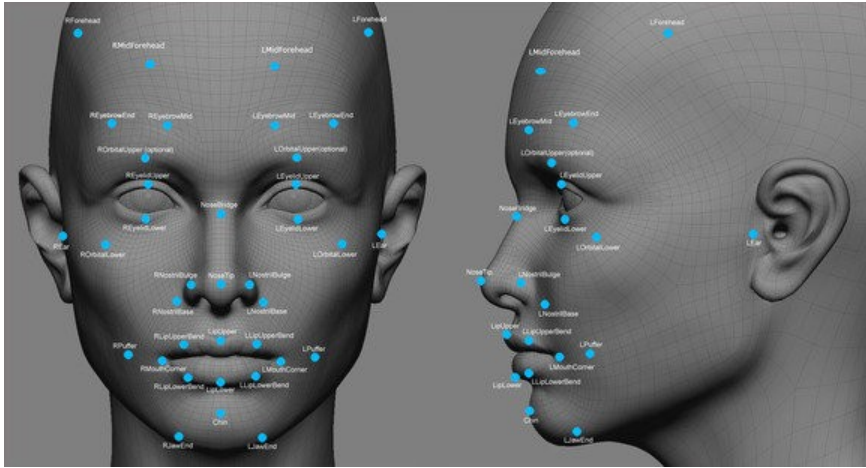 RForehead
LForehead
RMidForehead
LMidForehead
REyebrowEnd
REyebrowMid
LEyebrowMid
LEyebrowEnd
ROrbitalUpper(optional)
LOrbitalUpper(optional)
REyelidUpper
LEyelidUpper
NoseBridge
REyelidLower
LEyelidLower
REar
ROrbitalLower
LOrbitalLower
LEar
RNostrilBulge
NoseTip
LNostrilBulge
RNostrilBase
LNostrilBase
LipUpper
RLipUpperBend
LLipUpperBend
RPuffer
LPuffer
RMouthCorner
LMouthCorner
RLipLowerBend
LipLower
LLipLowerBend
Chin
RJawEnd
LJawEnd
LForehead
LMidForehead
LEyebrowMid
LEyebrowEnd
LOrbitalUpper(optional)
LEyelidUpper
NoseBridge
LEyelidLower
LOrbitalLower
LEar
NoseTip
LNostrilBulge
LNostrilBase
LipUpper
LLipUpperBend
LPuffer
LMouthCorner
LipLower
LLipLowerBend
Chin
LJawEnd